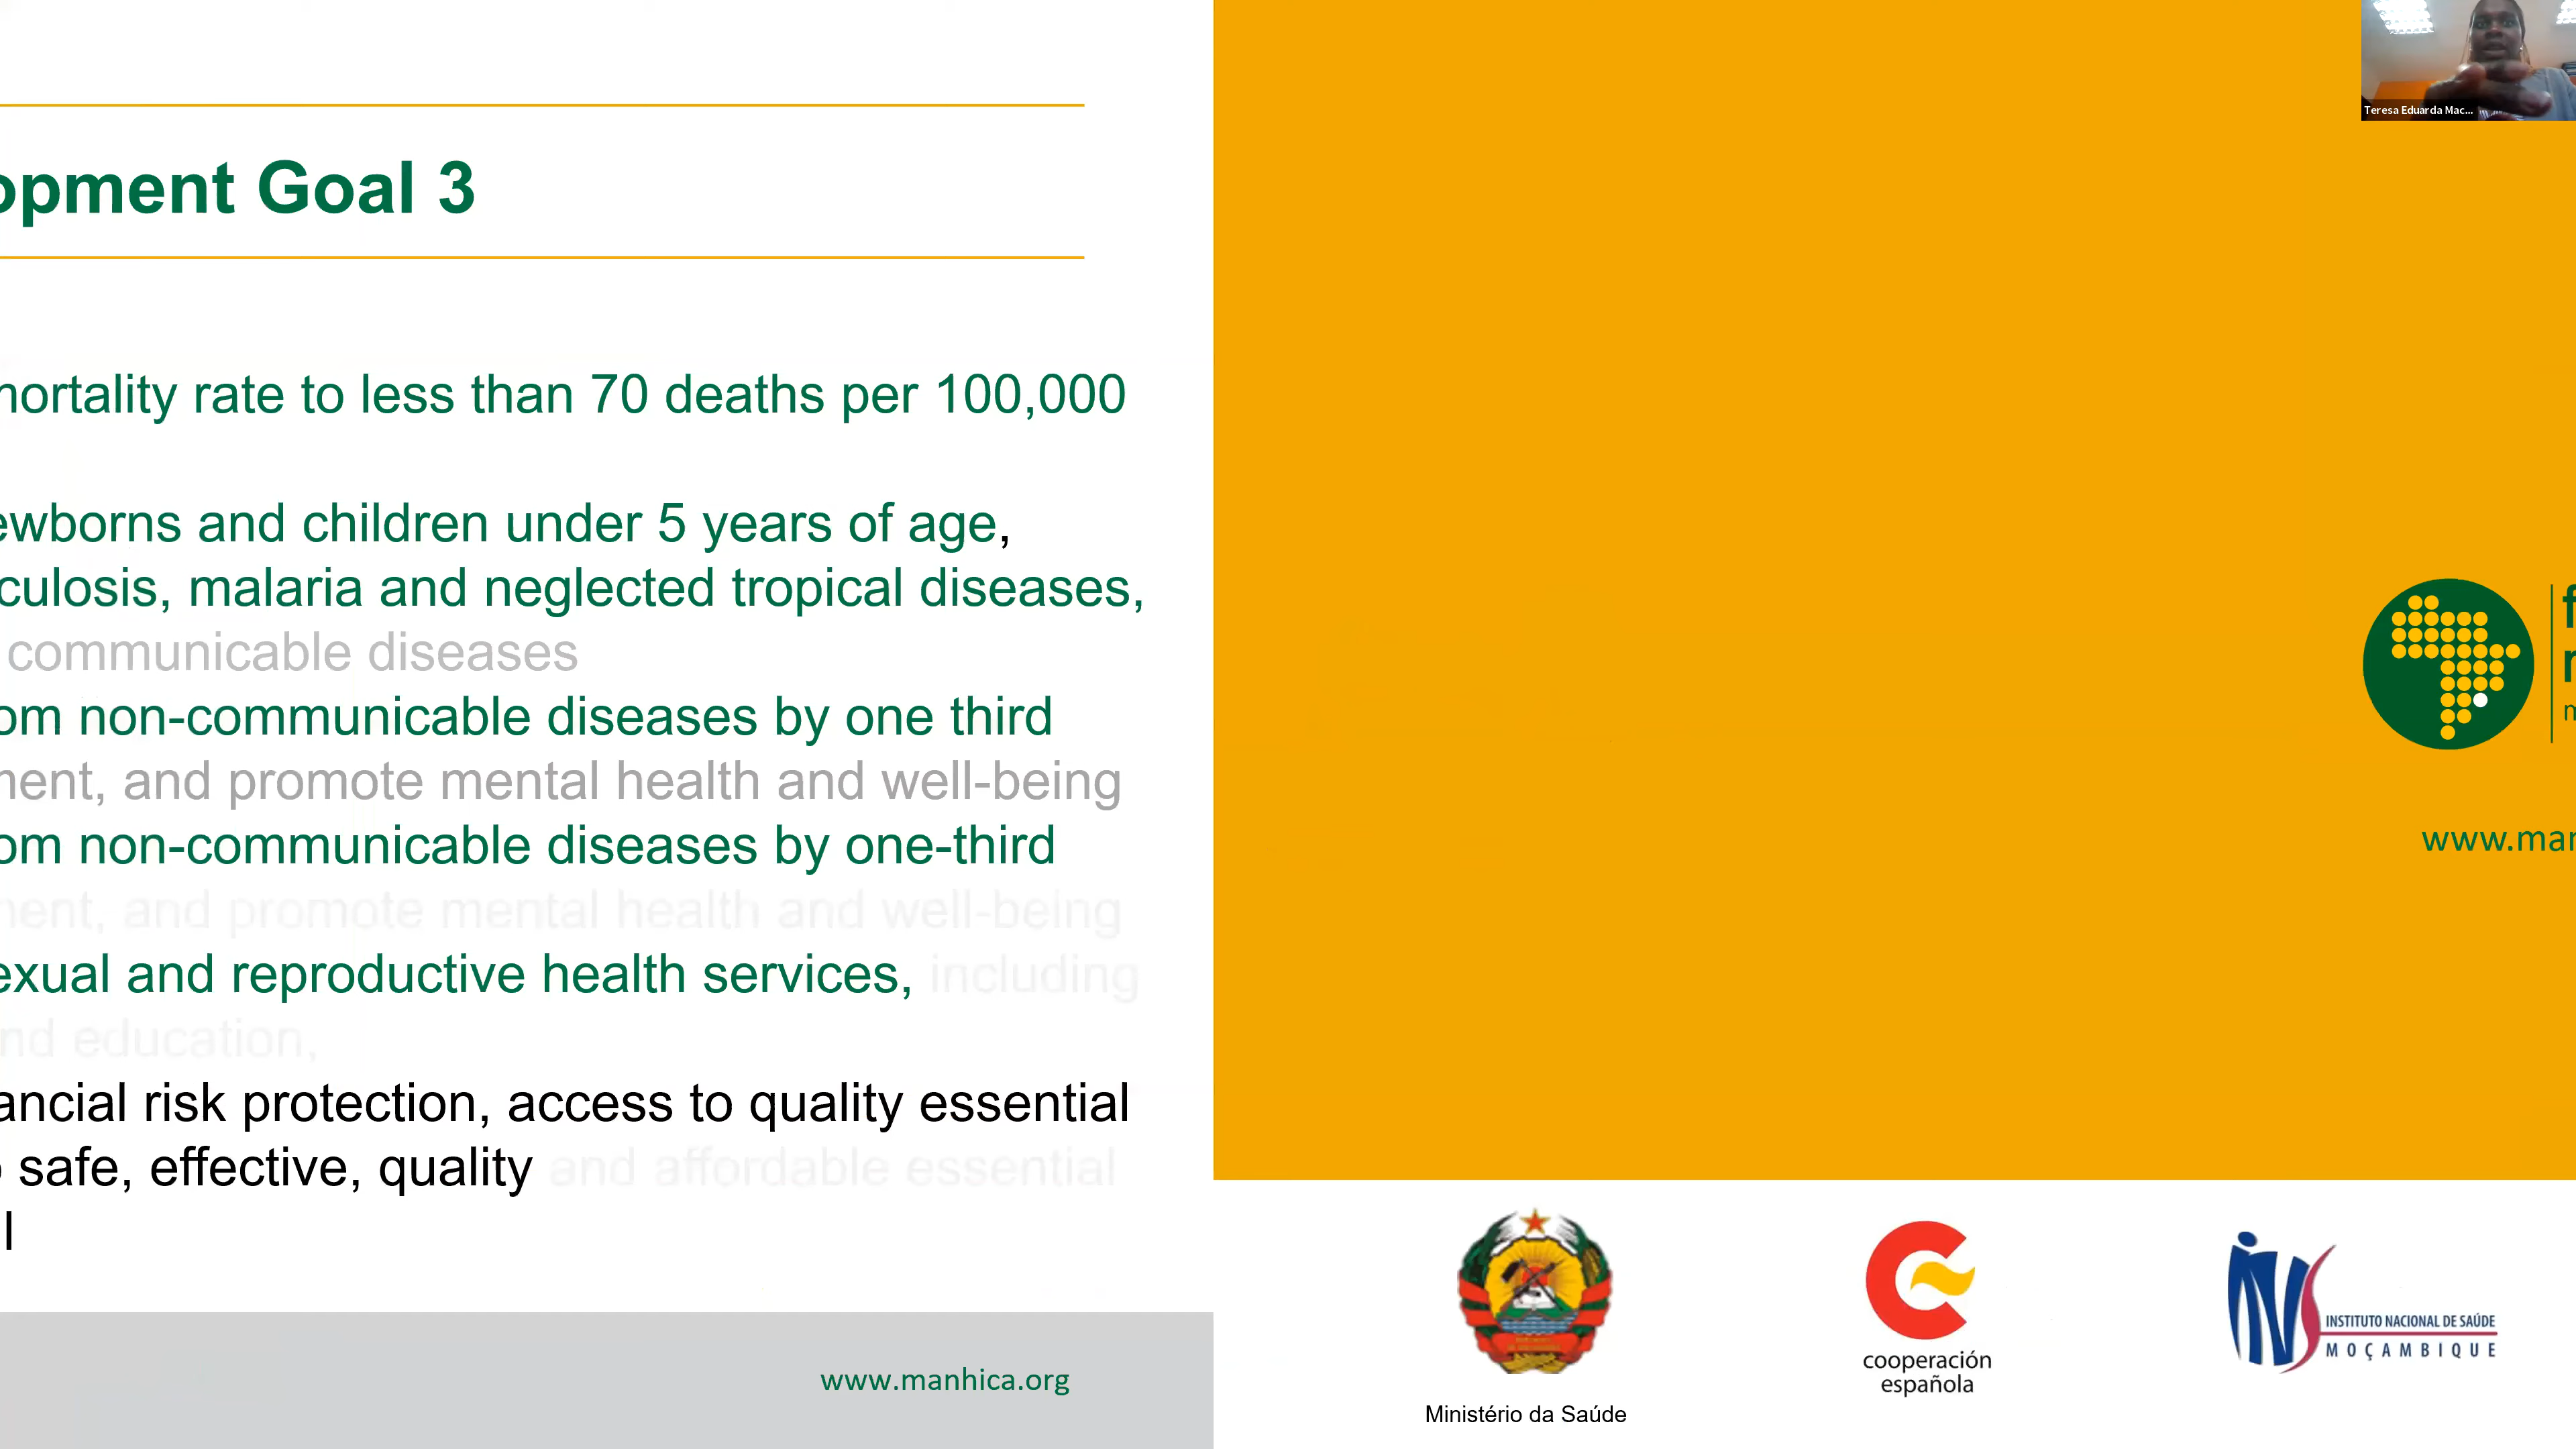 opment Goal 3
mortality rate to less than 70 deaths per 100,000
ewborns and children under 5 years of age,
culosis, malaria and neglected tropical diseases,
communicable diseases
om non-communicable diseases by one third
ment, and promote mental health and well-being
om non-communicable diseases by one-third
ment, and promote mental health and well-being
exual and reproductive health services, including
nd education,
ancial risk protection, access to quality essential
safe, effective, quality and affordable essential
l
www.manhica.org
Teresa Eduarda Mac...
www.man
Ministério da Saúde
cooperación
española
INS
INSTITUTO NACIONAL DE SAÚDE
MOÇAMBIQUE